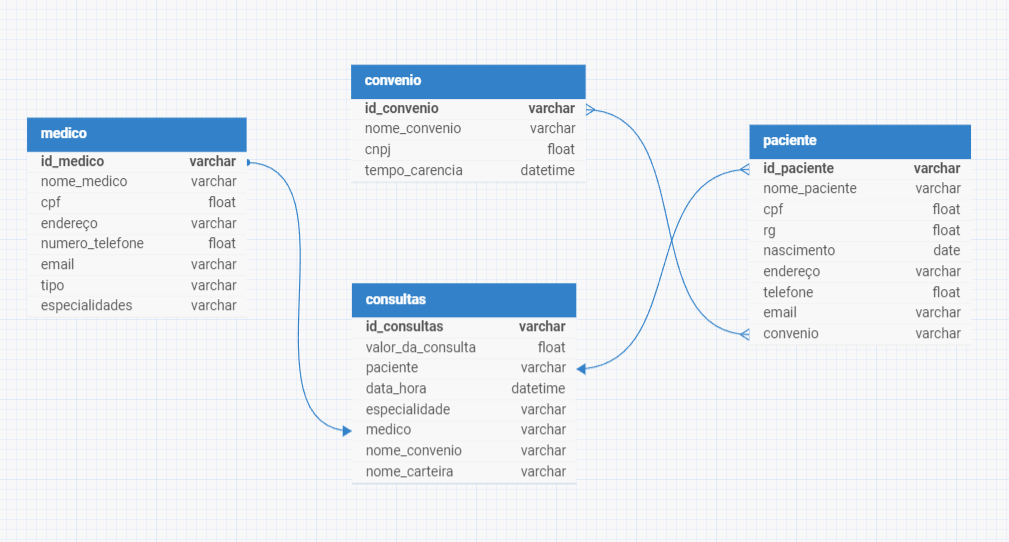 convenio
id_convenio varchar
nome_convenio varchar
cnpj float
tempo_carencia datetime
medico
id_medico varchar
nome_medico varchar
cpf float
endereço varchar
numero_telefone float
email varchar
tipo varchar
especialidades varchar
paciente
id_paciente varchar
nome_paciente varchar
cpf float
rg float
nascimento date
endereço varchar
telefone float
email varchar
convenio varchar
consultas
id_consultas varchar
valor_da_consulta float
paciente varchar
data_hora datetime
especialidade varchar
medico varchar
nome_convenio varchar
nome_carteira varchar